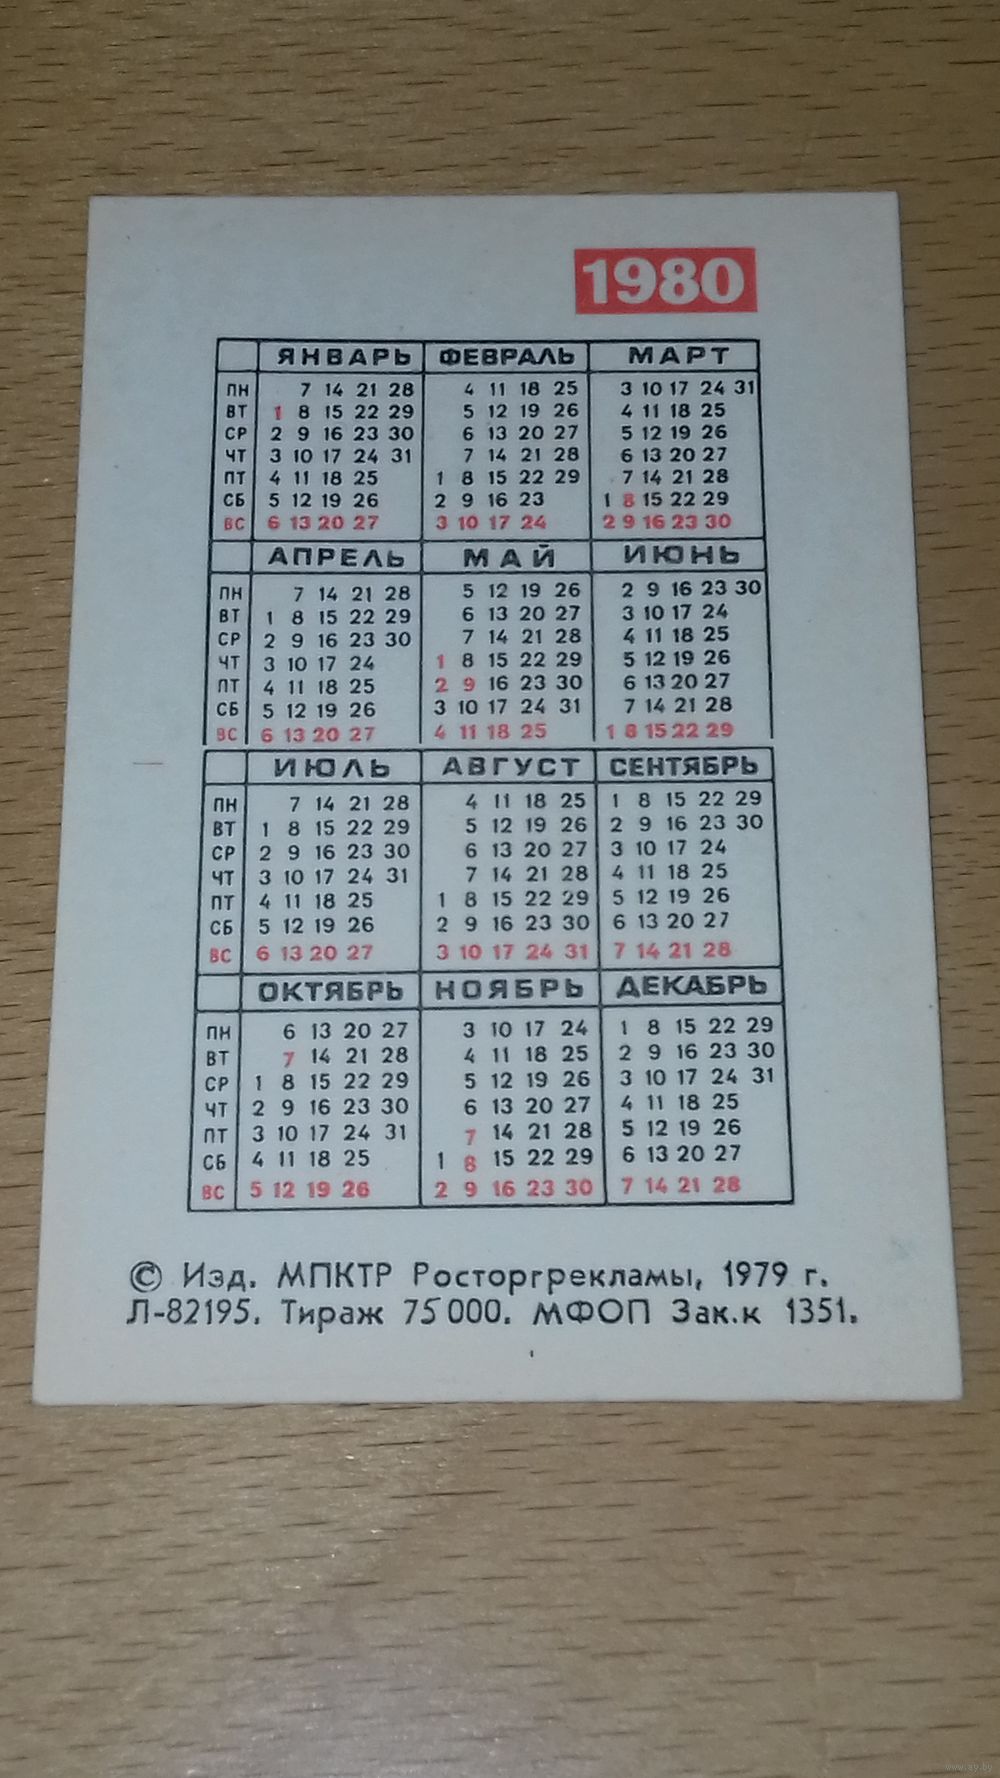 1980
ЯНВАРЬ ФЕВРАЛЬ МАРТ
ПН 7 14 21 28 4 11 18 25 3 10 17 24 31
ВТ 1 8 15 22 29 5 12 19 26 4 11 18 25
СР 2 9 16 23 30 6 13 20 27 5 12 19 26
ЧТ 3 10 17 24 31 7 14 21 28 6 13 20 27
ПТ 4 11 18 25 1 8 15 22 29 7 14 21 28
СБ 5 12 19 26 2 9 16 23 1 8 15 22 29
ВС 6 13 20 27 3 10 17 24 2 9 16 23 30
АПРЕЛЬ МАЙ ИЮНЬ
ПН 7 14 21 28 5 12 19 26 2 9 16 23 30
ВТ 1 8 15 22 29 6 13 20 27 3 10 17 24
СР 2 9 16 23 30 7 14 21 28 4 11 18 25
ЧТ 3 10 17 24 1 8 15 22 29 5 12 19 26
ПТ 4 11 18 25 2 9 16 23 30 6 13 20 27
СБ 5 12 19 26 3 10 17 24 31 7 14 21 28
ВС 6 13 20 27 4 11 18 25 1 8 15 22 29
ИЮЛЬ АВГУСТ СЕНТЯБРЬ
ПН 7 14 21 28 4 11 18 25 1 8 15 22 29
ВТ 1 8 15 22 29 5 12 19 26 2 9 16 23 30
СР 2 9 16 23 30 6 13 20 27 3 10 17 24
ЧТ 3 10 17 24 31 7 14 21 28 4 11 18 25
ПТ 4 11 18 25 1 8 15 22 29 5 12 19 26
СБ 5 12 19 26 2 9 16 23 30 6 13 20 27
ВС 6 13 20 27 3 10 17 24 31 7 14 21 28
ОКТЯБРЬ НОЯБРЬ ДЕКАБРЬ
ПН 6 13 20 27 3 10 17 24 1 8 15 22 29
ВТ 7 14 21 28 4 11 18 25 2 9 16 23 30
СР 1 8 15 22 29 5 12 19 26 3 10 17 24 31
ЧТ 2 9 16 23 30 6 13 20 27 4 11 18 25
ПТ 3 10 17 24 31 7 14 21 28 5 12 19 26
СБ 4 11 18 25 1 8 15 22 29 6 13 20 27
ВС 5 12 19 26 2 9 16 23 30 7 14 21 28
© Изд. МПКТР Росторгрекламы, 1979 г.
Л-82195. Тираж 75 000. МФОП Зак.к 1351.
www.ay.by